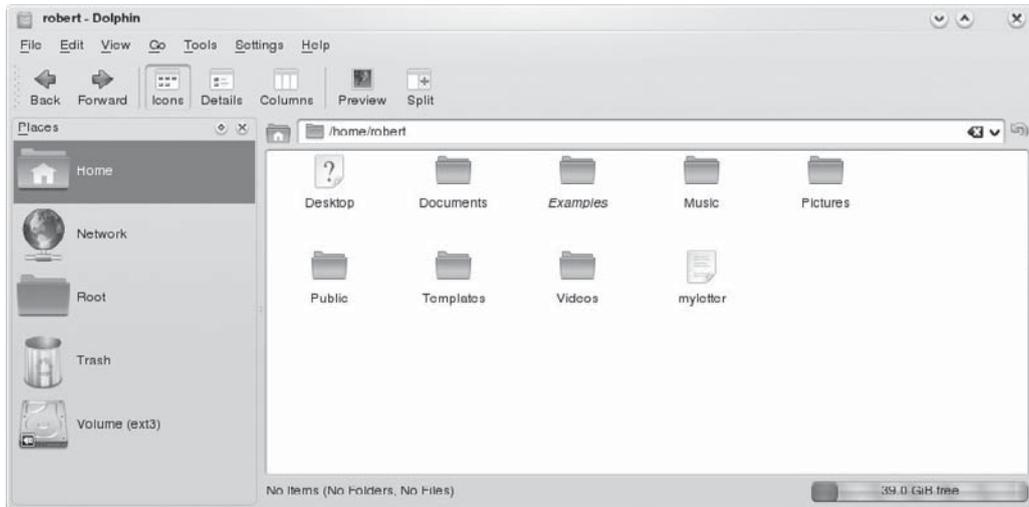 robert - Dolphin
File Edit View Go Tools Settings Help
Back Forward Icons Details Columns Preview Split
Places
/home/robert
Home
Network
Root
Trash
Volume (ext3)
Desktop Documents Examples Music Pictures
Public Templates Videos myletter
No Items (No Folders, No Files)
39.0 GiB free